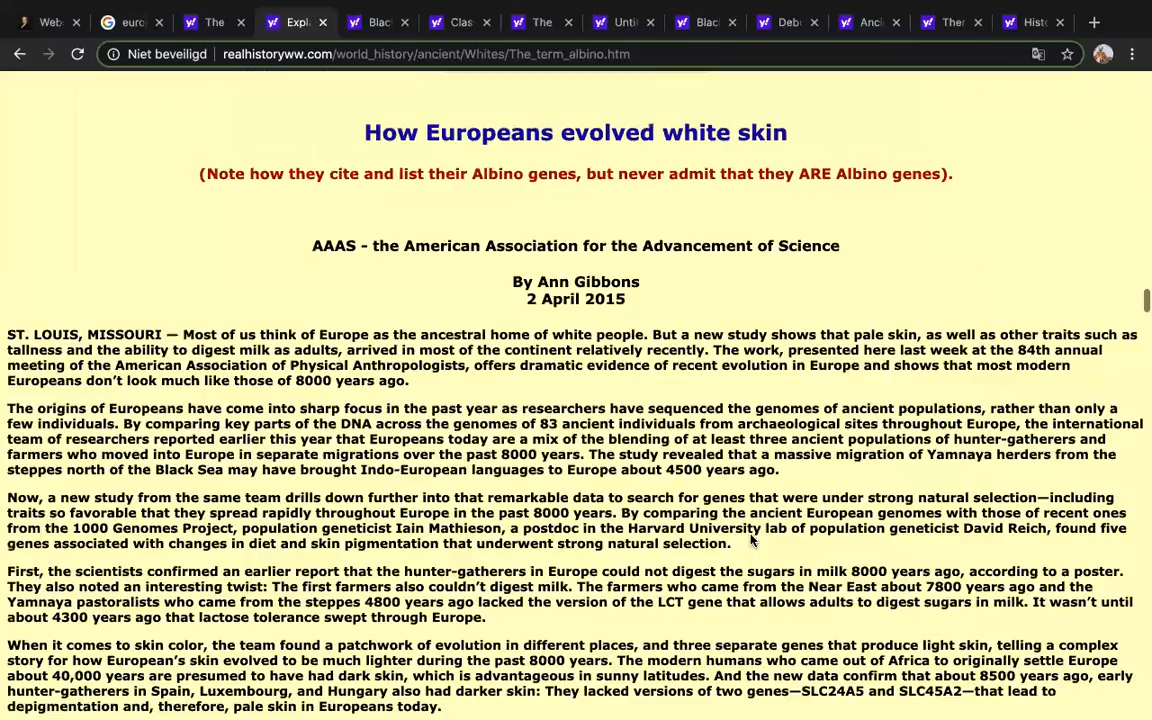 Web
euro
The
Expl
Blac
Clas
The
Unti
Blac
Deb
Anci
Ther
Histo
Niet beveiligd realhistoryww.com/world_history/ancient/Whites/The_term_albino.htm
How Europeans evolved white skin
(Note how they cite and list their Albino genes, but never admit that they ARE Albino genes).
AAAS - the American Association for the Advancement of Science
By Ann Gibbons
2 April 2015
ST. LOUIS, MISSOURI — Most of us think of Europe as the ancestral home of white people. But a new study shows that pale skin, as well as other traits such as
tallness and the ability to digest milk as adults, arrived in most of the continent relatively recently. The work, presented here last week at the 84th annual
meeting of the American Association of Physical Anthropologists, offers dramatic evidence of recent evolution in Europe and shows that most modern
Europeans don't look much like those of 8000 years ago.
The origins of Europeans have come into sharp focus in the past year as researchers have sequenced the genomes of ancient populations, rather than only a
few individuals. By comparing key parts of the DNA across the genomes of 83 ancient individuals from archaeological sites throughout Europe, the international
team of researchers reported earlier this year that Europeans today are a mix of the blending of at least three ancient populations of hunter-gatherers and
farmers who moved into Europe in separate migrations over the past 8000 years. The study revealed that a massive migration of Yamnaya herders from the
steppes north of the Black Sea may have brought Indo-European languages to Europe about 4500 years ago.
Now, a new study from the same team drills down further into that remarkable data to search for genes that were under strong natural selection—including
traits so favorable that they spread rapidly throughout Europe in the past 8000 years. By comparing the ancient European genomes with those of recent ones
from the 1000 Genomes Project, population geneticist Iain Mathieson, a postdoc in the Harvard University lab of population geneticist David Reich, found five
genes associated with changes in diet and skin pigmentation that underwent strong natural selection.
First, the scientists confirmed an earlier report that the hunter-gatherers in Europe could not digest the sugars in milk 8000 years ago, according to a poster.
They also noted an interesting twist: The first farmers also couldn't digest milk. The farmers who came from the Near East about 7800 years ago and the
Yamnaya pastoralists who came from the steppes 4800 years ago lacked the version of the LCT gene that allows adults to digest sugars in milk. It wasn't until
about 4300 years ago that lactose tolerance swept through Europe.
When it comes to skin color, the team found a patchwork of evolution in different places, and three separate genes that produce light skin, telling a complex
story for how European's skin evolved to be much lighter during the past 8000 years. The modern humans who came out of Africa to originally settle Europe
about 40,000 years are presumed to have had dark skin, which is advantageous in sunny latitudes. And the new data confirm that about 8500 years ago, early
hunter-gatherers in Spain, Luxembourg, and Hungary also had darker skin: They lacked versions of two genes—SLC24A5 and SLC45A2—that lead to
depigmentation and, therefore, pale skin in Europeans today.